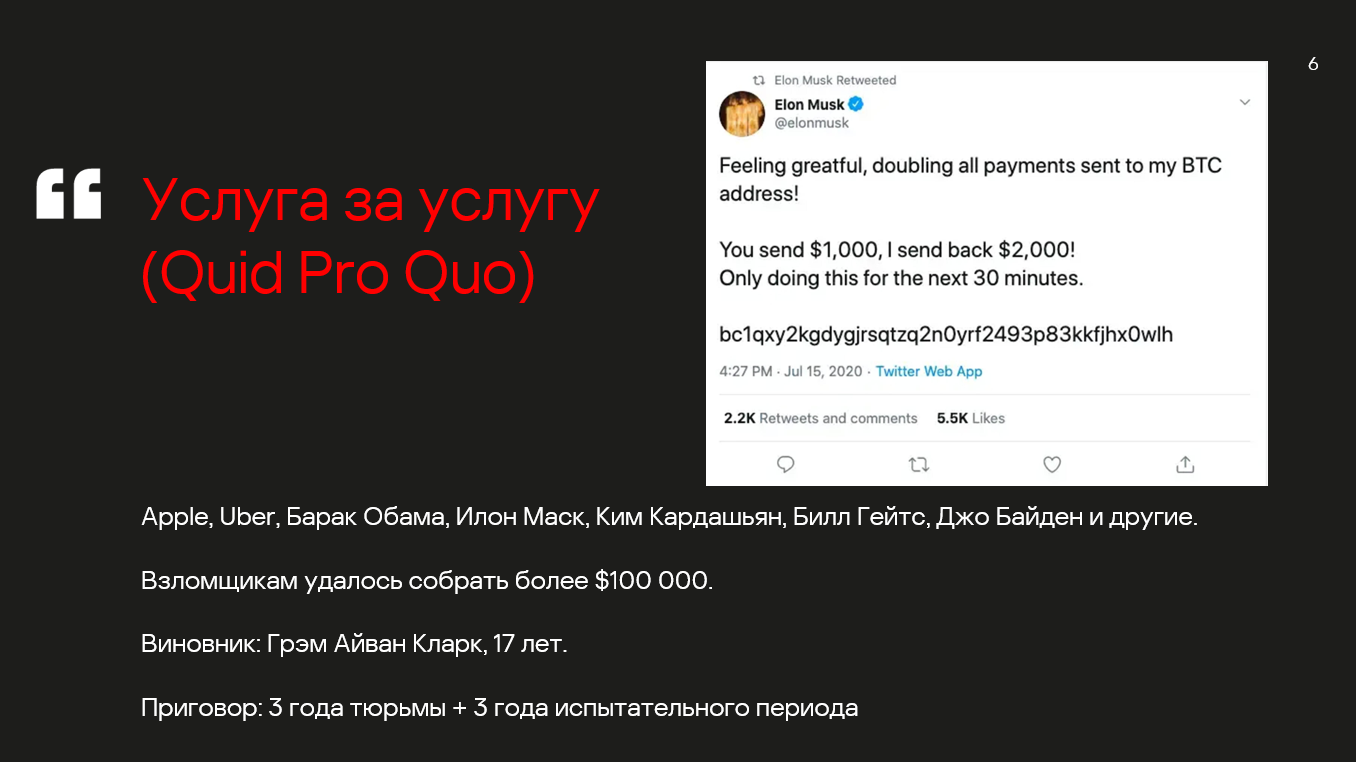 6
Услуга за услугу
(Quid Pro Quo)
Elon Musk Retweeted
Elon Musk
@elonmusk
Feeling greatful, doubling all payments sent to my BTC
address!
You send $1,000, I send back $2,000!
Only doing this for the next 30 minutes.
bc1qxy2kgdygjrsqtzq2n0yrf2493p83kkfjhx0wlh
4:27 PM · Jul 15, 2020 · Twitter Web App
2.2K Retweets and comments 5.5K Likes
Apple, Uber, Барак Обама, Илон Маск, Ким Кардашьян, Билл Гейтс, Джо Байден и другие.
Взломщикам удалось собрать более $100 000.
Виновник: Грэм Айван Кларк, 17 лет.
Приговор: 3 года тюрьмы + 3 года испытательного периода